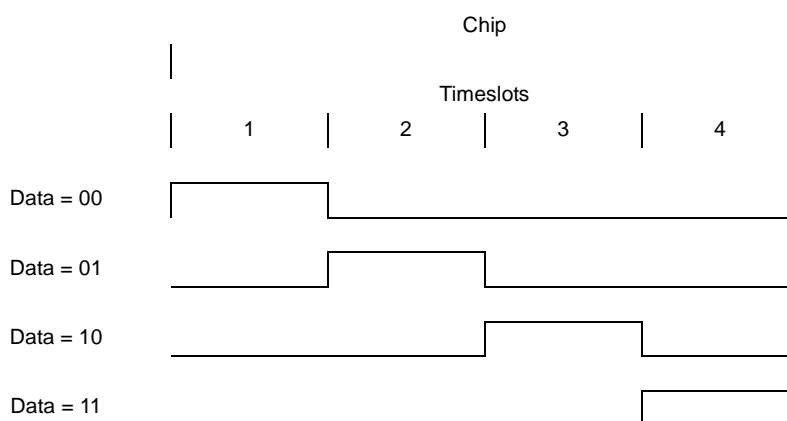 Chip
Timeslots
1 2 3 4
Data = 00
Data = 01
Data = 10
Data = 11